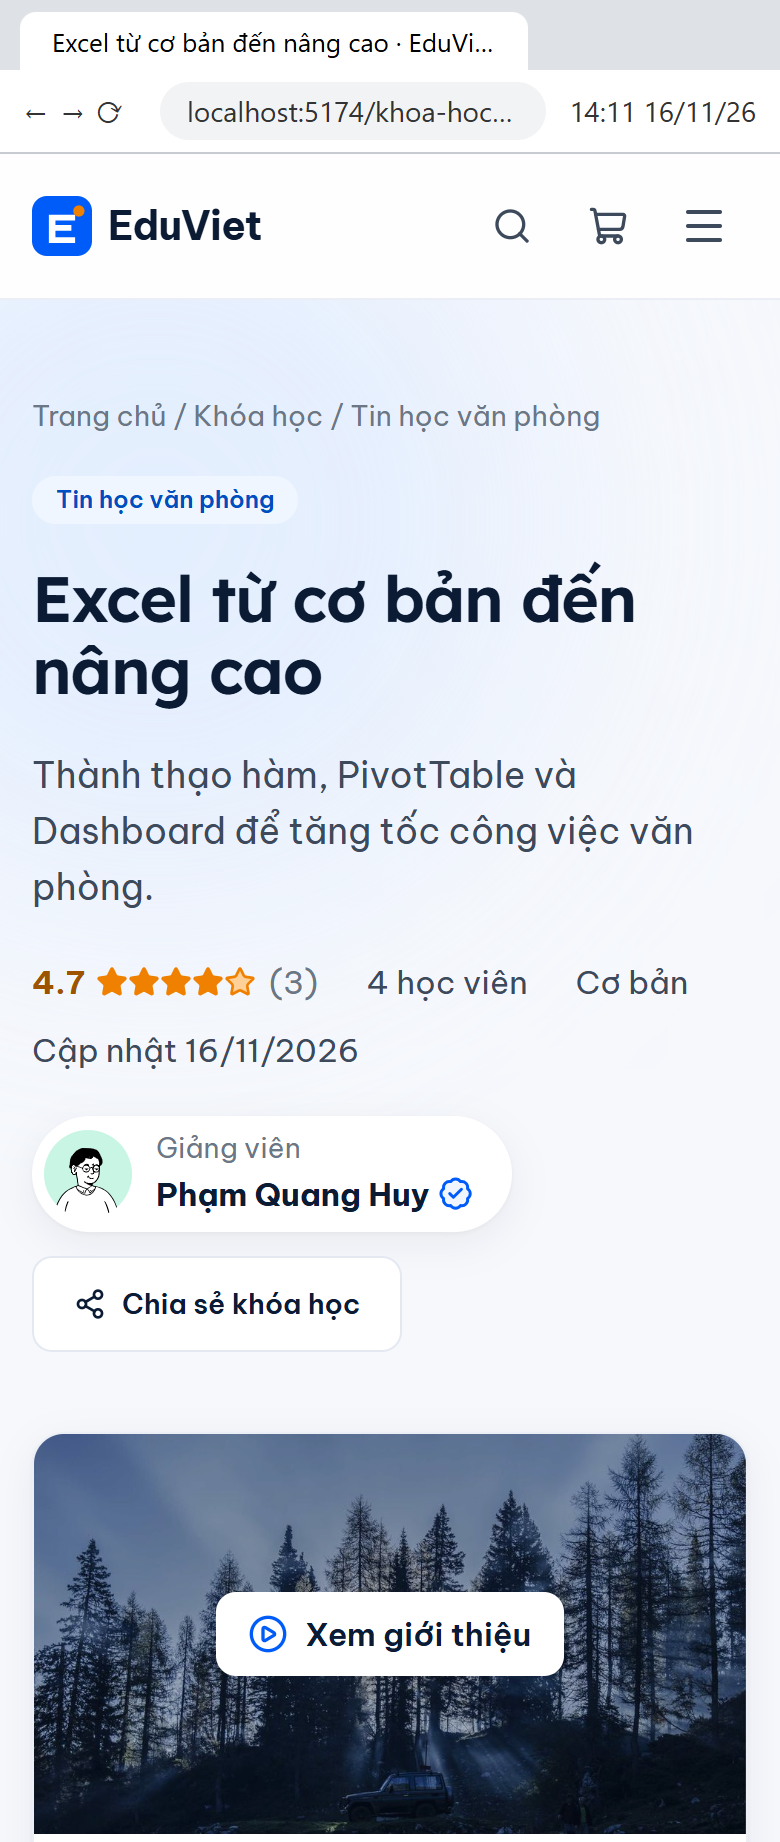 Excel từ cơ bản đến nâng cao · EduVi...
localhost:5174/khoa-hoc... 14:11 16/11/26
EduViet
Trang chủ / Khóa học / Tin học văn phòng
Tin học văn phòng
Excel từ cơ bản đến
nâng cao
Thành thạo hàm, PivotTable và
Dashboard để tăng tốc công việc văn
phòng.
4.7 (3) 4 học viên Cơ bản
Cập nhật 16/11/2026
Giảng viên
Phạm Quang Huy
Chia sẻ khóa học
Xem giới thiệu